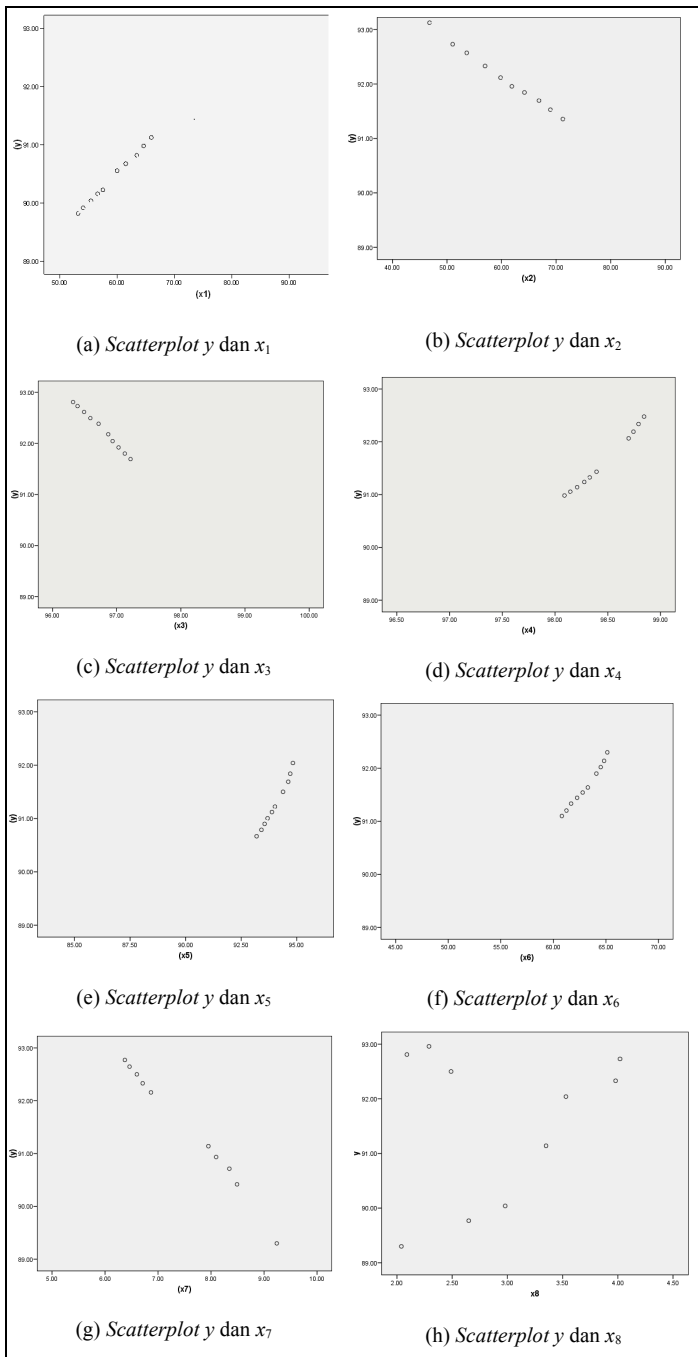 93.00
92.00
91.00
90.00
89.00
(y)
50.00 60.00 70.00 80.00 90.00
(x1)
(a) Scatterplot y dan x₁
93.00
92.00
91.00
90.00
89.00
(y)
40.00 50.00 60.00 70.00 80.00 90.00
(x2)
(b) Scatterplot y dan x₂
93.00
92.00
91.00
90.00
89.00
(y)
96.00 97.00 98.00 99.00 100.00
(x3)
(c) Scatterplot y dan x₃
93.00
92.00
91.00
90.00
89.00
(y)
96.50 97.00 97.50 98.00 98.50 99.00
(x4)
(d) Scatterplot y dan x₄
93.00
92.00
91.00
90.00
89.00
(y)
85.00 87.50 90.00 92.50 95.00
(x5)
(e) Scatterplot y dan x₅
93.00
92.00
91.00
90.00
89.00
(y)
45.00 50.00 55.00 60.00 65.00 70.00
(x6)
(f) Scatterplot y dan x₆
93.00
92.00
91.00
90.00
89.00
(y)
5.00 6.00 7.00 8.00 9.00 10.00
(x7)
(g) Scatterplot y dan x₇
93.00
92.00
91.00
90.00
89.00
y
2.00 2.50 3.00 3.50 4.00 4.50
x8
(h) Scatterplot y dan x₈